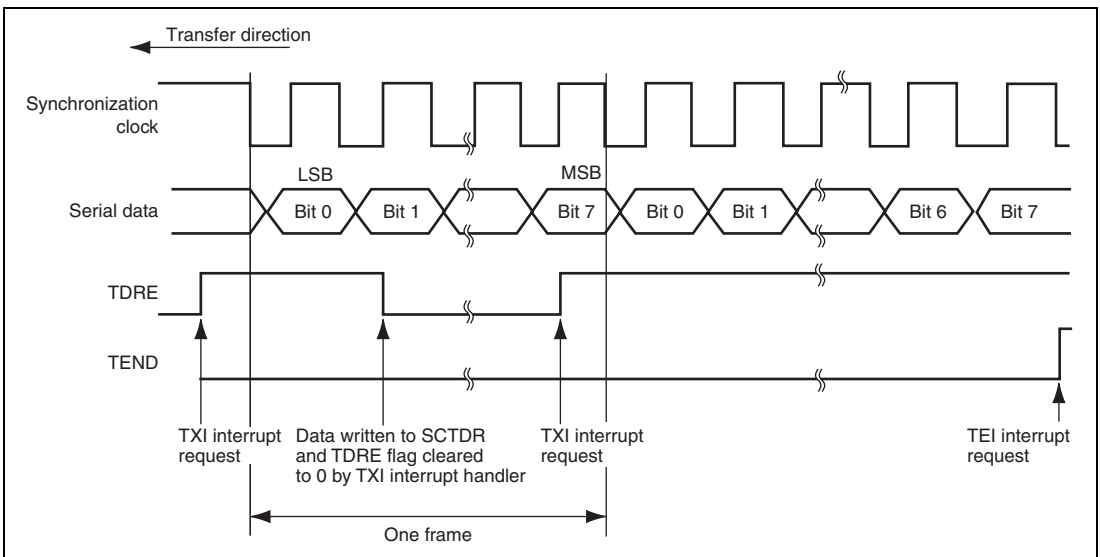 Transfer direction
Synchronization
clock
LSB
MSB
Serial data
Bit 0
Bit 1
Bit 7
Bit 0
Bit 1
Bit 6
Bit 7
TDRE
TEND
TXI interrupt
request
Data written to SCTDR
and TDRE flag cleared
to 0 by TXI interrupt handler
TXI interrupt
request
TEI interrupt
request
One frame